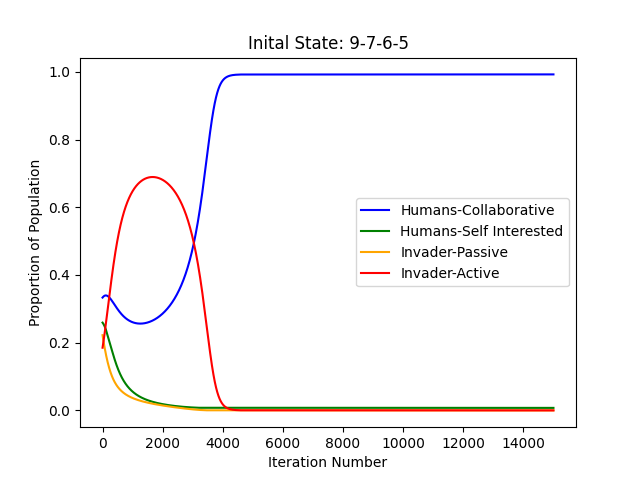 Inital State: 9-7-6-5
1.0
0.8
0.6
0.4
0.2
0.0
Proportion of Population
Humans-Collaborative
Humans-Self Interested
Invader-Passive
Invader-Active
0 2000 4000 6000 8000 10000 12000 14000
Iteration Number